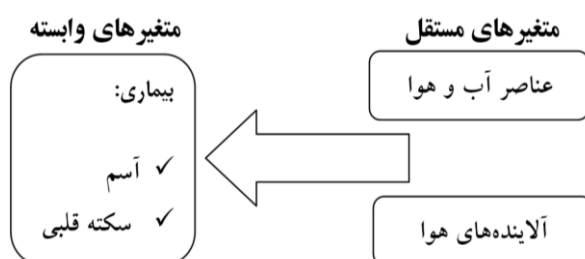 متغیرهای مستقل
عناصر آب و هوا
آلاینده‌های هوا
متغیرهای وابسته
بیماری:
✓ آسم
✓ سکته قلبی